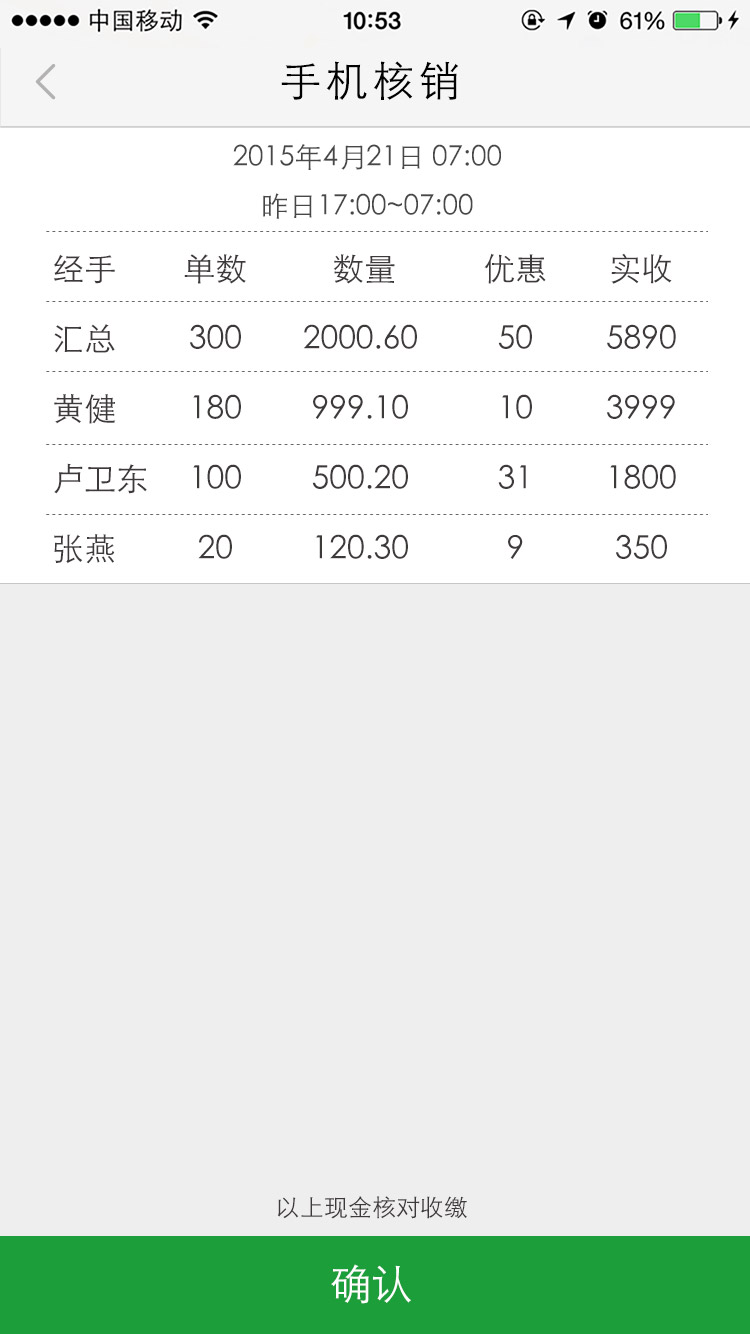 中国移动 10:53 61%
手机核销
2015年4月21日 07:00
昨日17:00~07:00
经手 单数 数量 优惠 实收
汇总 300 2000.60 50 5890
黄健 180 999.10 10 3999
卢卫东 100 500.20 31 1800
张燕 20 120.30 9 350
以上现金核对收缴
确认